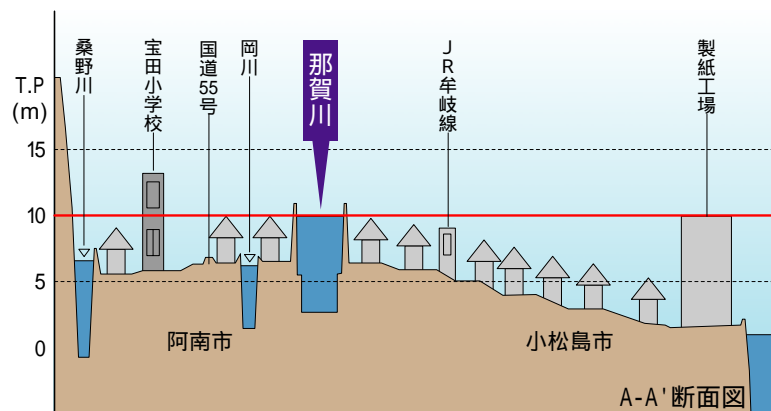 桑野川
宝田小学校
国道55号
岡川
那賀川
JR牟岐線
製紙工場
T.P
(m)
15
10
5
0
阿南市
小松島市
A-A'断面図